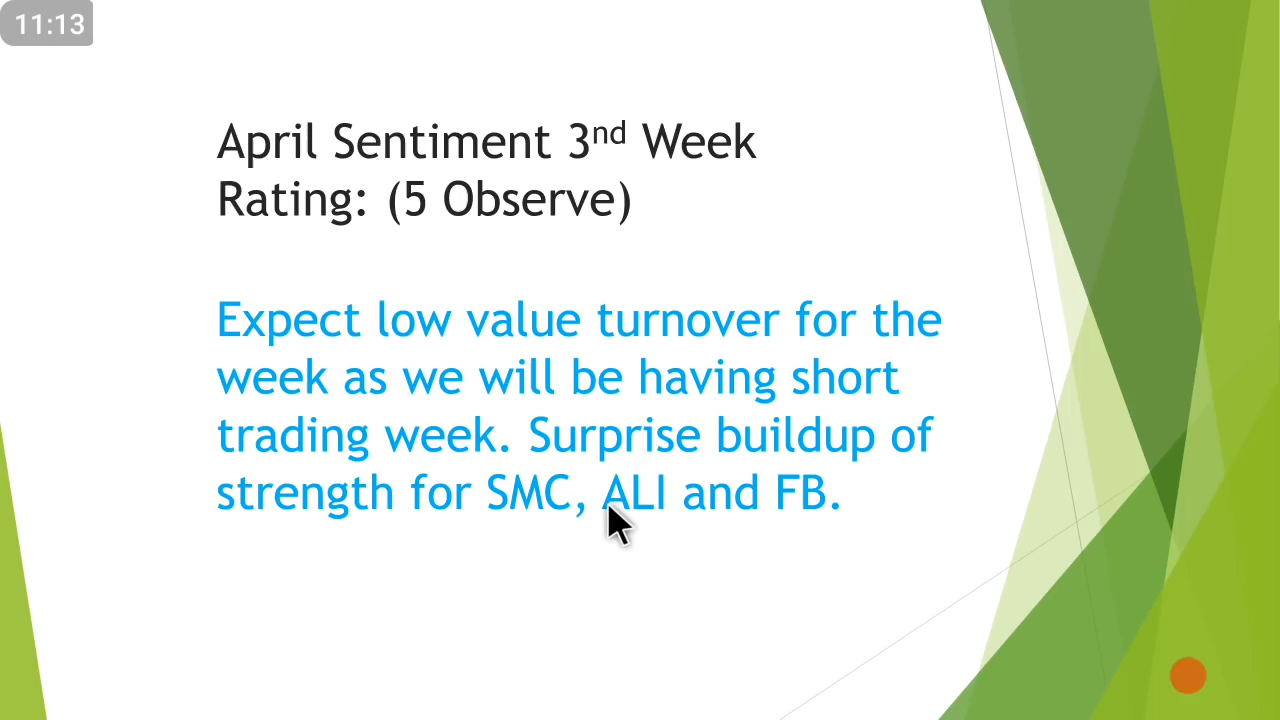 11:13
April Sentiment 3nd Week
Rating: (5 Observe)
Expect low value turnover for the
week as we will be having short
trading week. Surprise buildup of
strength for SMC, ALI and FB.